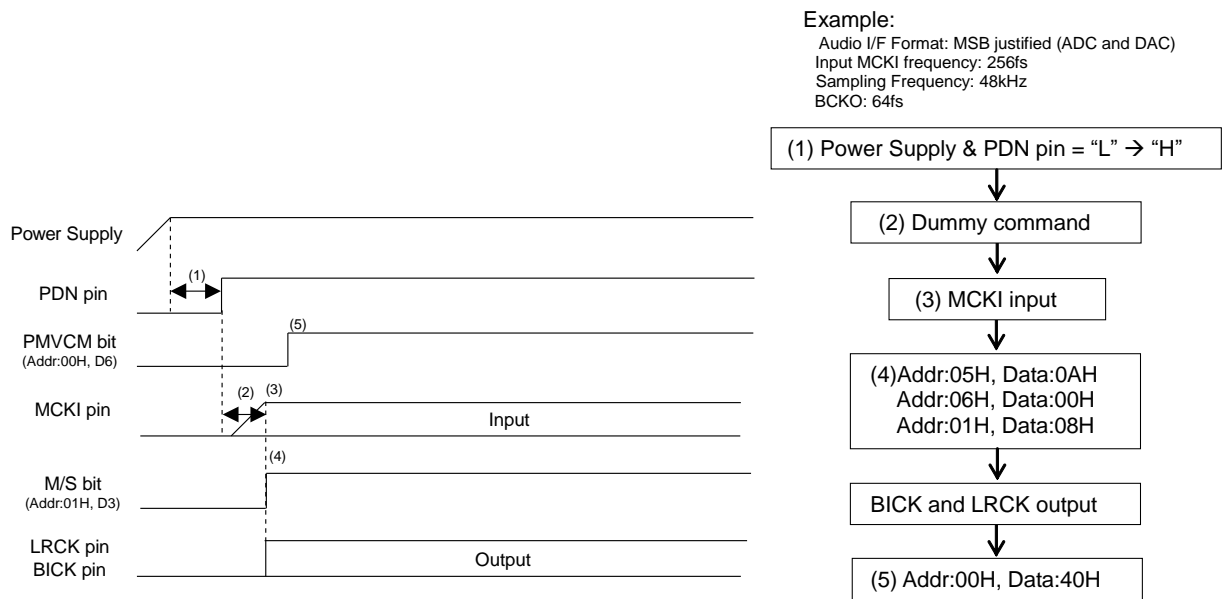 Example:
Audio I/F Format: MSB justified (ADC and DAC)
Input MCKI frequency: 256fs
Sampling Frequency: 48kHz
BCKO: 64fs
(1) Power Supply & PDN pin = “L” → “H”
(2) Dummy command
(3) MCKI input
(4)Addr:05H, Data:0AH
Addr:06H, Data:00H
Addr:01H, Data:08H
BICK and LRCK output
(5) Addr:00H, Data:40H
Power Supply
(1)
PDN pin
(5)
PMVCM bit
(Addr:00H, D6)
(2)
(3)
MCKI pin
Input
(4)
M/S bit
(Addr:01H, D3)
LRCK pin
BICK pin
Output